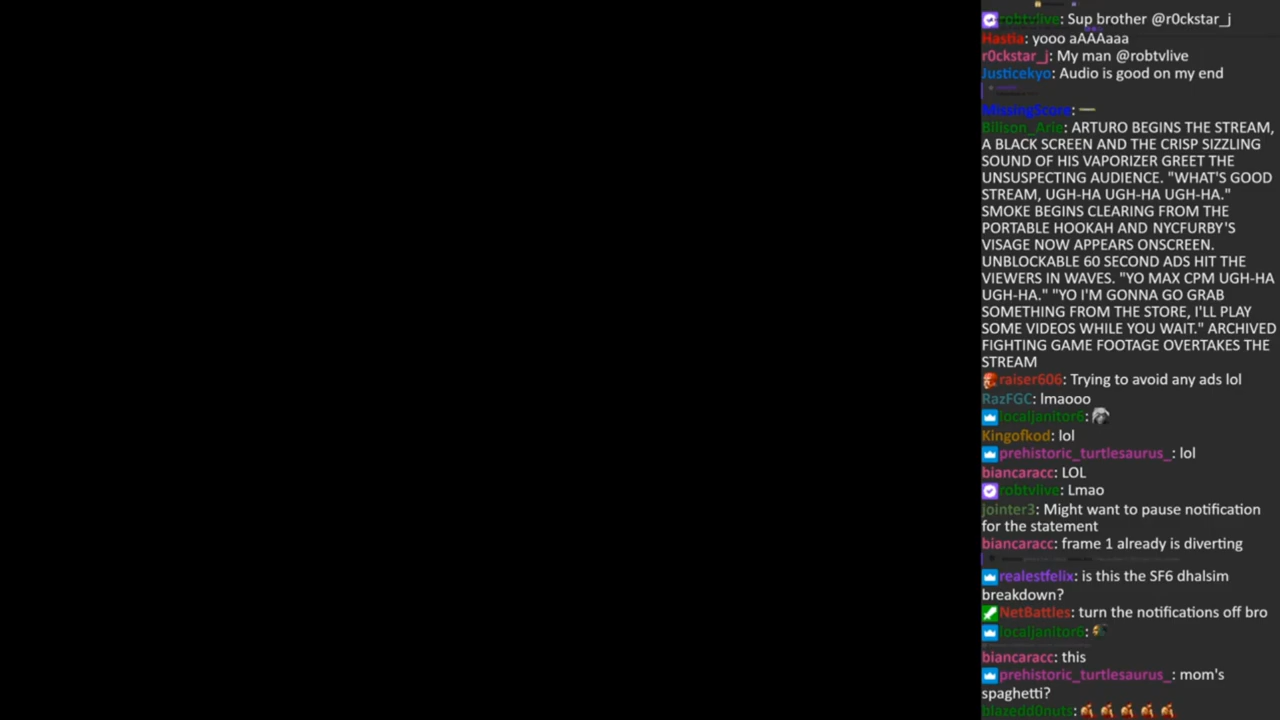 robtvlive: Sup brother @r0ckstar_j
Hastia: yooo aAAAaaa
r0ckstar_j: My man @robtvlive
Justicekyo: Audio is good on my end
MissingScore:
Billson_Arie: ARTURO BEGINS THE STREAM,
A BLACK SCREEN AND THE CRISP SIZZLING
SOUND OF HIS VAPORIZER GREET THE
UNSUSPECTING AUDIENCE. "WHAT'S GOOD
STREAM, UGH-HA UGH-HA UGH-HA."
SMOKE BEGINS CLEARING FROM THE
PORTABLE HOOKAH AND NYCFURBY'S
VISAGE NOW APPEARS ONSCREEN.
UNBLOCKABLE 60 SECOND ADS HIT THE
VIEWERS IN WAVES. "YO MAX CPM UGH-HA
UGH-HA." "YO I'M GONNA GO GRAB
SOMETHING FROM THE STORE, I'LL PLAY
SOME VIDEOS WHILE YOU WAIT." ARCHIVED
FIGHTING GAME FOOTAGE OVERTAKES THE
STREAM
raiser606: Trying to avoid any ads lol
RazFGC: lmaooo
localjanitor6:
Kingofkod: lol
prehistoric_turtlesaurus_: lol
biancaracc: LOL
robtvlive: Lmao
jointer3: Might want to pause notification
for the statement
biancaracc: frame 1 already is diverting
realestfelix: is this the SF6 dhalsim
breakdown?
NetBattles: turn the notifications off bro
localjanitor6:
biancaracc: this
prehistoric_turtlesaurus_: mom's
spaghetti?
blazedd0nuts: